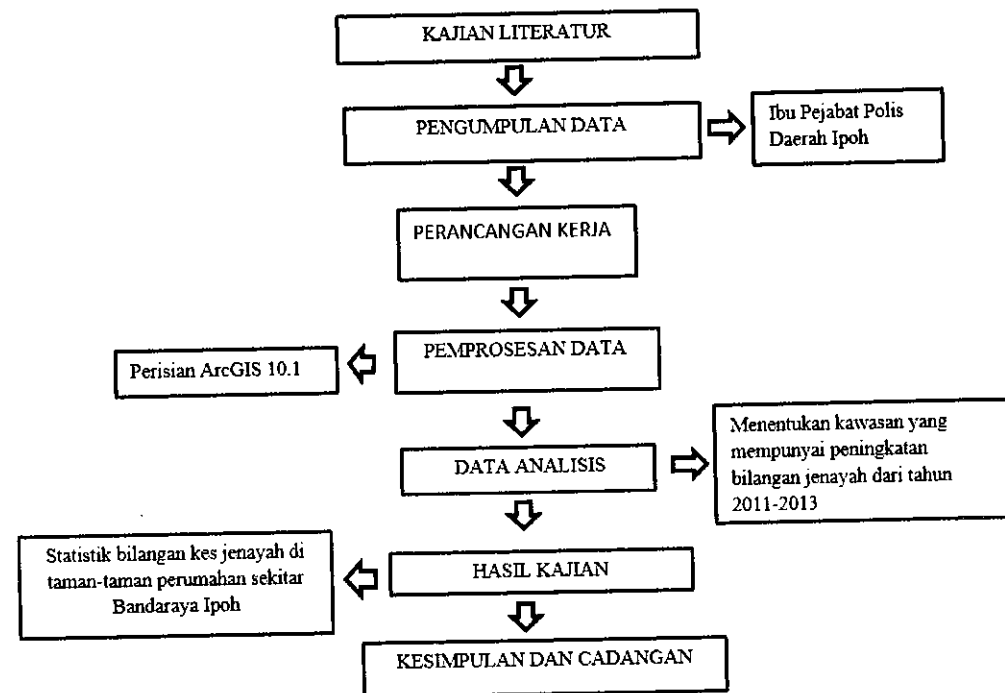 KAJIAN LITERATUR
PENGUMPULAN DATA
Ibu Pejabat Polis
Daerah Ipoh
PERANCANGAN KERJA
PEMPROSESAN DATA
Perisian ArcGIS 10.1
DATA ANALISIS
Menentukan kawasan yang
mempunyai peningkatan
bilangan jenayah dari tahun
2011-2013
HASIL KAJIAN
Statistik bilangan kes jenayah di
taman-taman perumahan sekitar
Bandaraya Ipoh
KESIMPULAN DAN CADANGAN